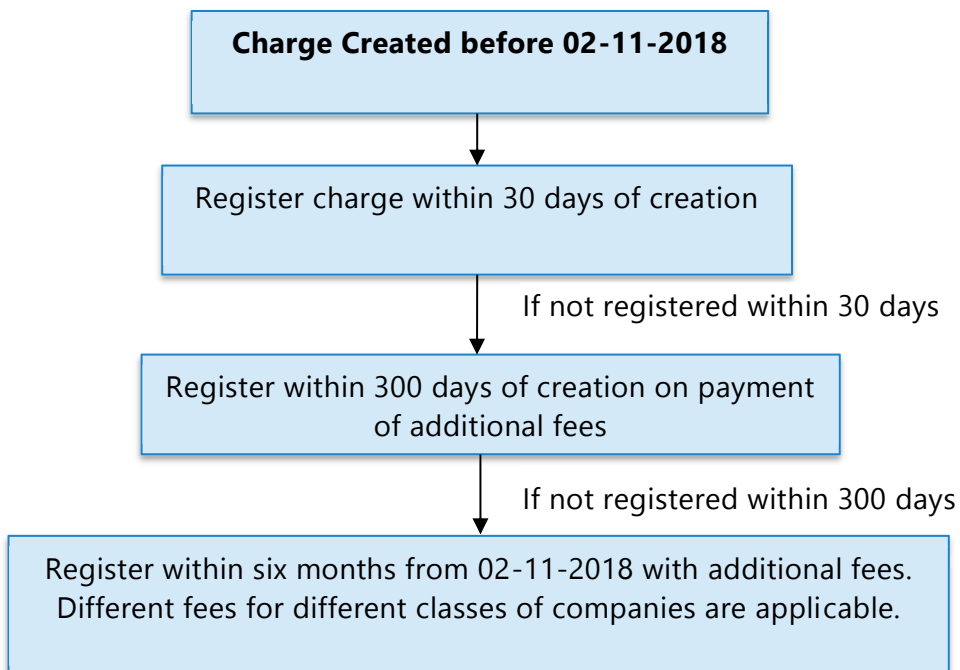 Charge Created before 02-11-2018
Register charge within 30 days of creation
If not registered within 30 days
Register within 300 days of creation on payment
of additional fees
If not registered within 300 days
Register within six months from 02-11-2018 with additional fees.
Different fees for different classes of companies are applicable.